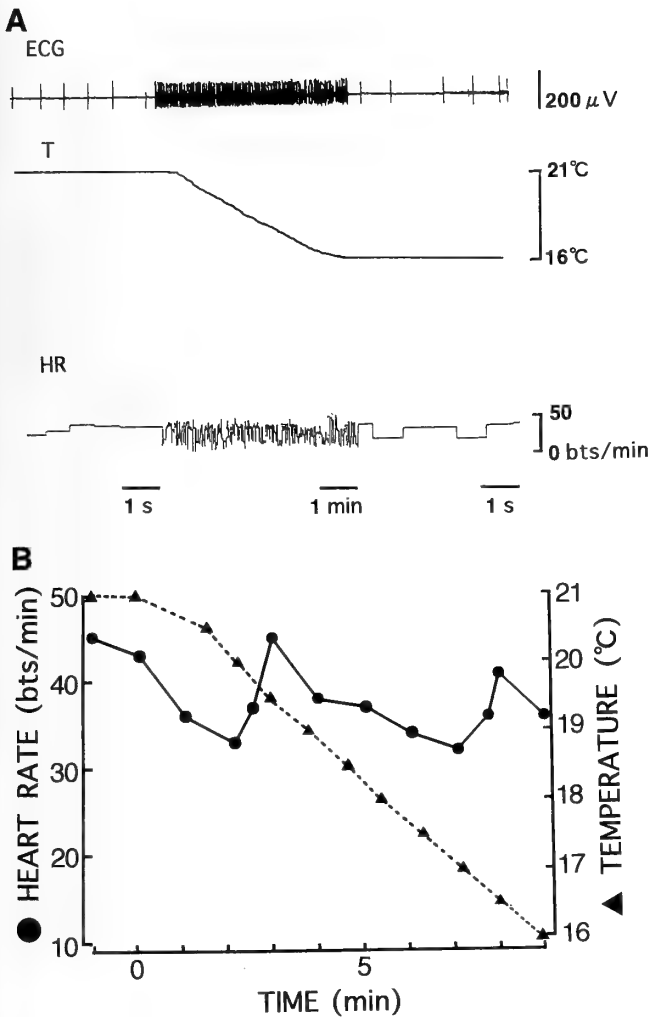 A
ECG
200 μV
T
21℃
16℃
HR
50
0 bts/min
1 s
1 min
1 s
B
50
40
30
20
10
● HEART RATE (bts/min)
21
20
19
18
17
16
▲ TEMPERATURE (℃)
0
5
TIME (min)